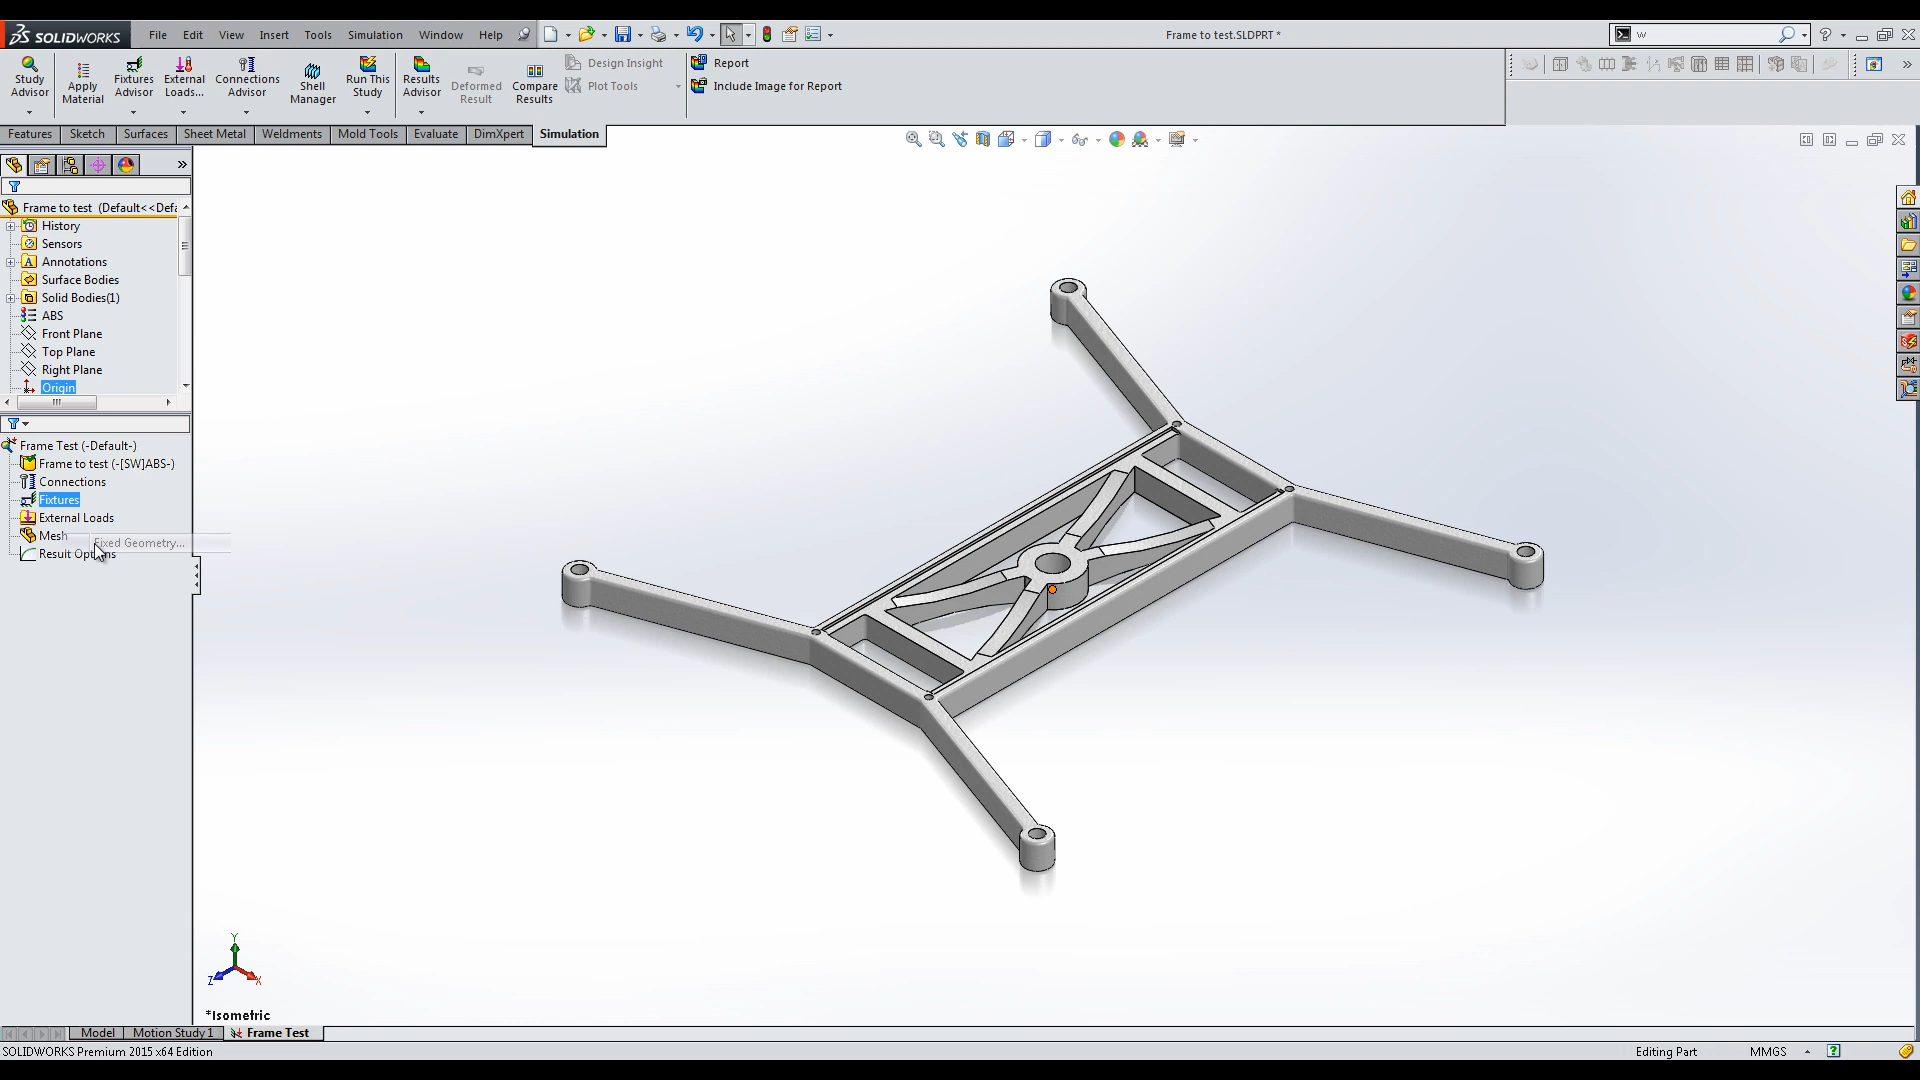 SOLIDWORKS File Edit View Insert Tools Simulation Window Help Frame to test.SLDPRT * w ?
Study Advisor
Apply Material
Fixtures Advisor
External Loads...
Connections Advisor
Shell Manager
Run This Study
Results Advisor
Deformed Result
Compare Results
Design Insight
Plot Tools
Report
Include Image for Report
Features Sketch Surfaces Sheet Metal Weldments Mold Tools Evaluate DimXpert Simulation
Frame to test (Default<<Defa
History
Sensors
Annotations
Surface Bodies
Solid Bodies(1)
ABS
Front Plane
Top Plane
Right Plane
Origin
Frame Test (-Default-)
Frame to test (-[SW]ABS-)
Connections
Fixtures
External Loads
Mesh
Fixed Geometry...
Result Options
Y
Z X
*Isometric
Model Motion Study 1 Frame Test
SOLIDWORKS Premium 2015 x64 Edition Editing Part MMGS ?